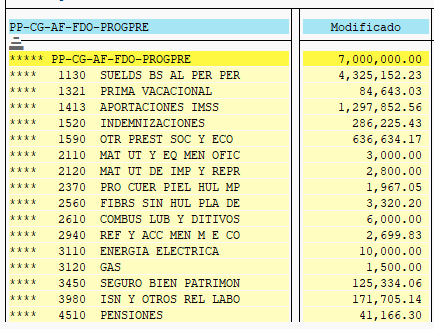 PP-CG-AF-FDO-PROGPRE Modificado
***** PP-CG-AF-FDO-PROGPRE 7,000,000.00
**** 1130 SUELDS BS AL PER PER 4,325,152.23
**** 1321 PRIMA VACACIONAL 84,643.03
**** 1413 APORTACIONES IMSS 1,297,852.56
**** 1520 INDEMNIZACIONES 286,225.43
**** 1590 OTR PREST SOC Y ECO 636,634.17
**** 2110 MAT UT Y EQ MEN OFIC 3,000.00
**** 2120 MAT UT DE IMP Y REPR 2,800.00
**** 2370 PRO CUER PIEL HUL MP 1,967.05
**** 2560 FIBRS SIN HUL PLA DE 3,320.20
**** 2610 COMBUS LUB Y DITIVOS 6,000.00
**** 2940 REF Y ACC MEN M E CO 2,699.83
**** 3110 ENERGIA ELECTRICA 10,000.00
**** 3120 GAS 1,500.00
**** 3450 SEGURO BIEN PATRIMON 125,334.06
**** 3980 ISN Y OTROS REL LABO 171,705.14
**** 4510 PENSIONES 41,166.30